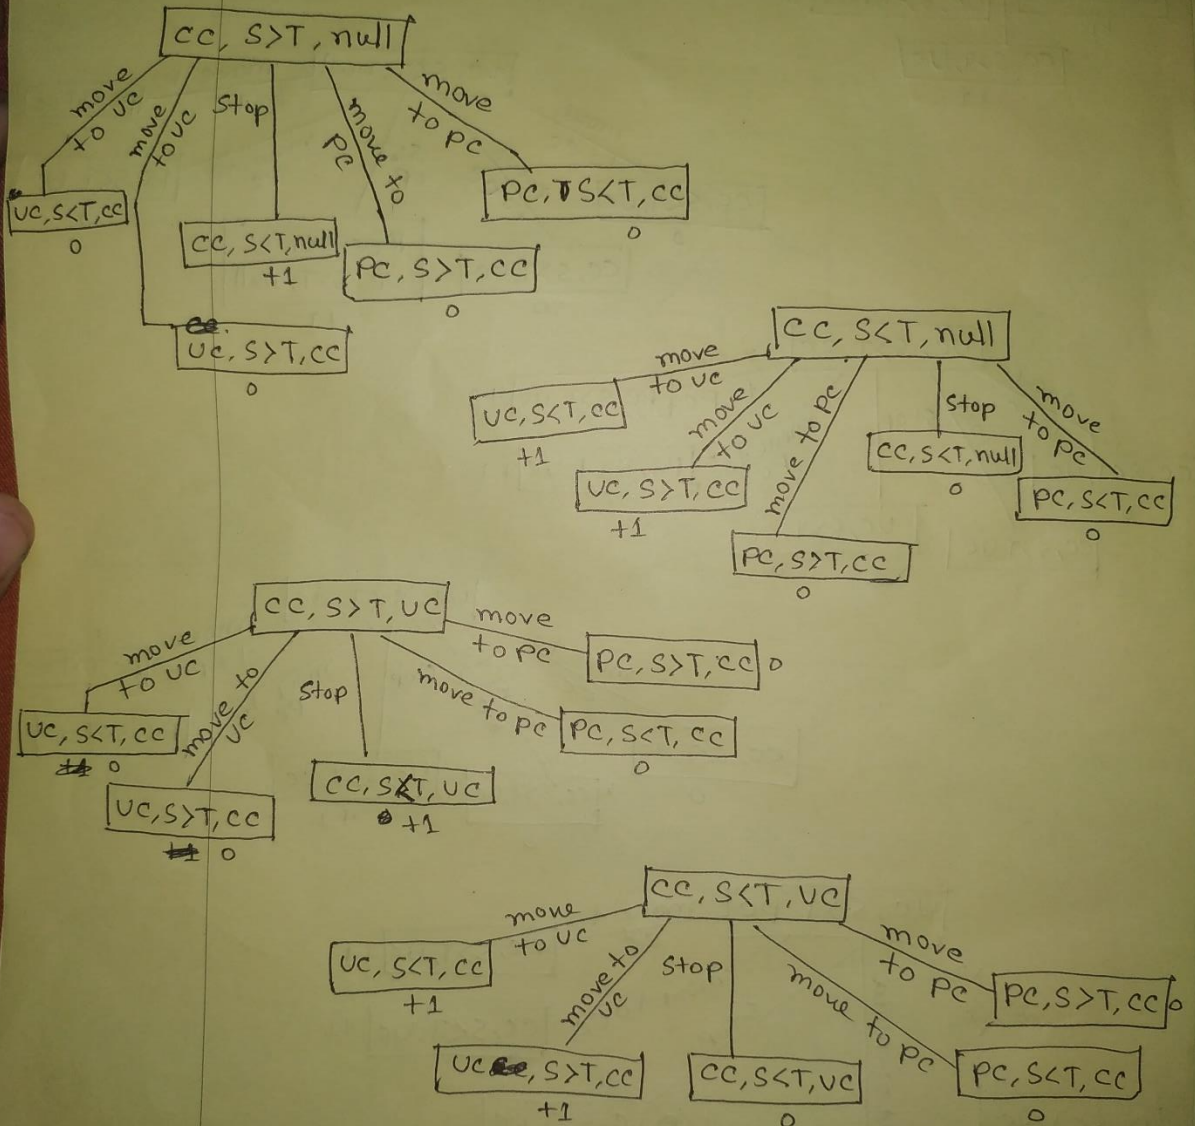 CC, S>T, null
move
to UC
move
to UC
Stop
move to
PC
move
to PC
UC, S<T, CC
0
CC, S<T, null
+1
PC, S>T, CC
0
PC, S<T, CC
0
UC, S>T, CC
0
CC, S<T, null
move
to UC
move
to UC
move to PC
Stop
move
to PC
UC, S<T, CC
+1
UC, S>T, CC
+1
PC, S>T, CC
0
CC, S<T, null
0
PC, S<T, CC
0
CC, S>T, UC
move
to UC
move to
UC
Stop
move to PC
move
to PC
UC, S<T, CC
0
UC, S>T, CC
0
CC, S<T, UC
+1
PC, S<T, CC
0
PC, S>T, CC 0
CC, S<T, UC
move
to UC
move to
UC
Stop
move to PC
move
to PC
UC, S<T, CC
+1
UC, S>T, CC
+1
CC, S<T, UC
0
PC, S<T, CC
0
PC, S>T, CC 0